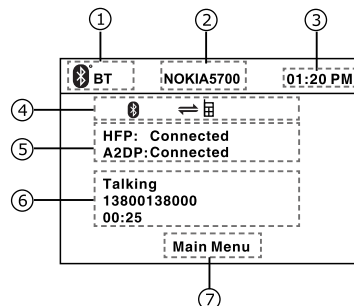 ① ② ③
BT NOKIA5700 01:20 PM
④
HFP: Connected
⑤
A2DP:Connected
Talking
⑥ 13800138000
00:25
Main Menu
⑦